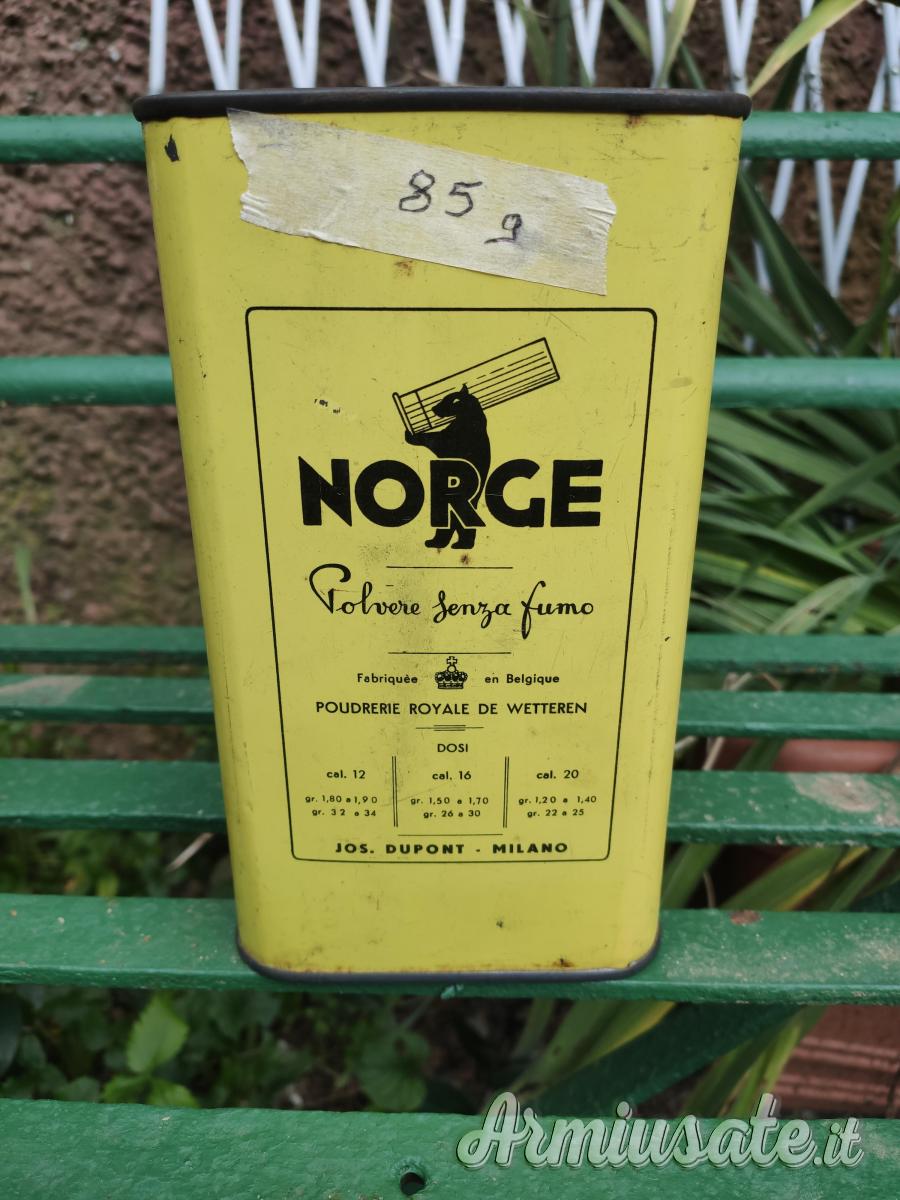 85 g
NORGE
Polvere senza fumo
Fabriquèe en Belgique
POUDRERIE ROYALE DE WETTEREN
DOSI
cal. 12 cal. 16 cal. 20
gr. 1,80 a 1,90 gr. 1,50 a 1,70 gr. 1,20 a 1,40
gr. 32 a 34 gr. 26 a 30 gr. 22 a 25
JOS. DUPONT - MILANO
Armiusate.it